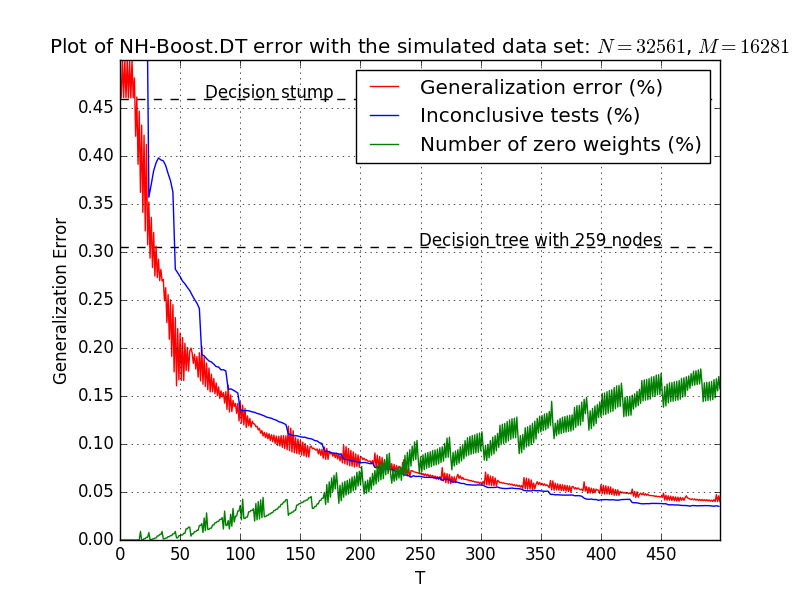 Plot of NH-Boost.DT error with the simulated data set: N = 32561, M = 16281
Decision stump
Generalization error (%)
Inconclusive tests (%)
Number of zero weights (%)
Decision tree with 259 nodes
Generalization Error
0.45
0.40
0.35
0.30
0.25
0.20
0.15
0.10
0.05
0.00
0 50 100 150 200 250 300 350 400 450
T